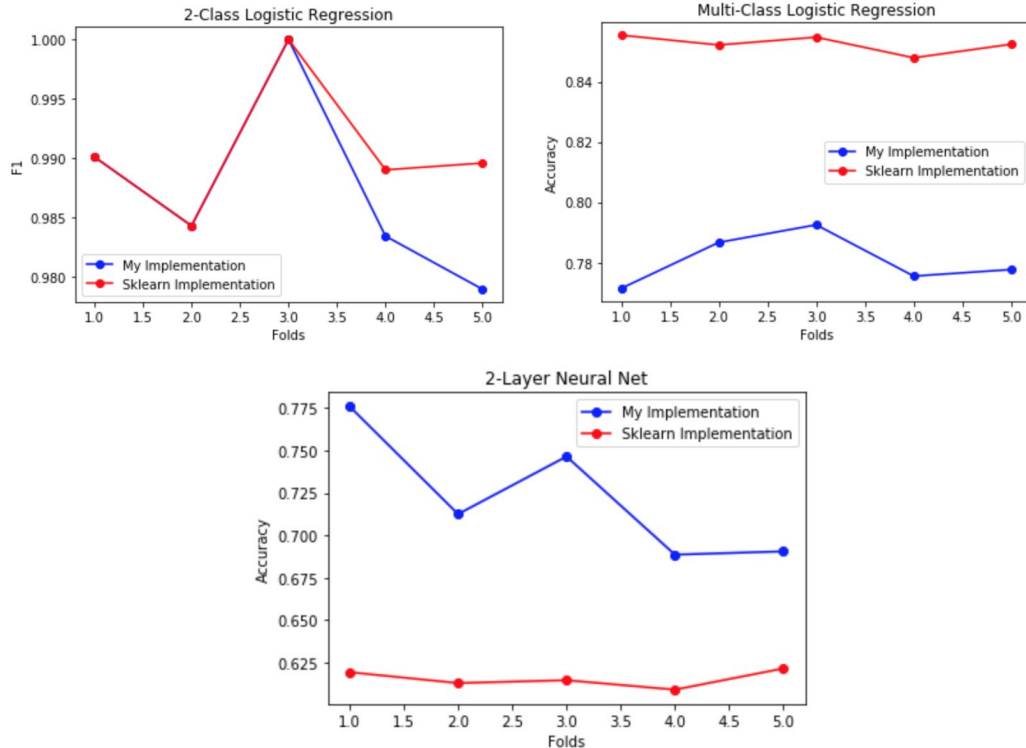 2-Class Logistic Regression
1.000
0.995
0.990
0.985
0.980
F1
My Implementation
Sklearn Implementation
1.0 1.5 2.0 2.5 3.0 3.5 4.0 4.5 5.0
Folds
Multi-Class Logistic Regression
0.84
0.82
0.80
0.78
Accuracy
My Implementation
Sklearn Implementation
1.0 1.5 2.0 2.5 3.0 3.5 4.0 4.5 5.0
Folds
2-Layer Neural Net
0.775
0.750
0.725
0.700
0.675
0.650
0.625
Accuracy
My Implementation
Sklearn Implementation
1.0 1.5 2.0 2.5 3.0 3.5 4.0 4.5 5.0
Folds